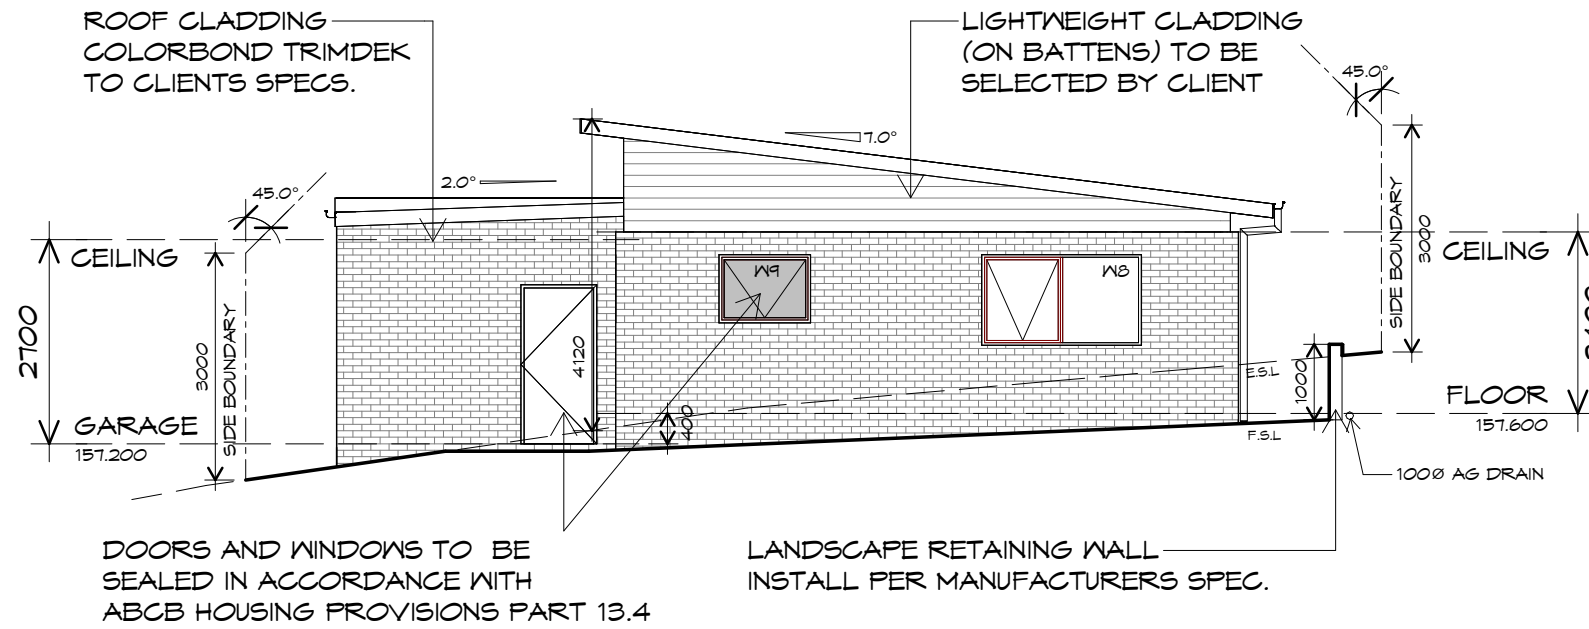 ROOF CLADDING
COLORBOND TRIMDEK
TO CLIENTS SPECS.
LIGHTWEIGHT CLADDING
(ON BATTENS) TO BE
SELECTED BY CLIENT
45.0°
7.0°
2.0°
45.0°
CEILING
2700
3000
SIDE BOUNDARY
GARAGE
157.200
W9
W8
4120
400
E.S.L
F.S.L
1000
SIDE BOUNDARY
3000
CEILING
FLOOR
157.600
100Ø AG DRAIN
DOORS AND WINDOWS TO BE
SEALED IN ACCORDANCE WITH
ABCB HOUSING PROVISIONS PART 13.4
LANDSCAPE RETAINING WALL
INSTALL PER MANUFACTURERS SPEC.